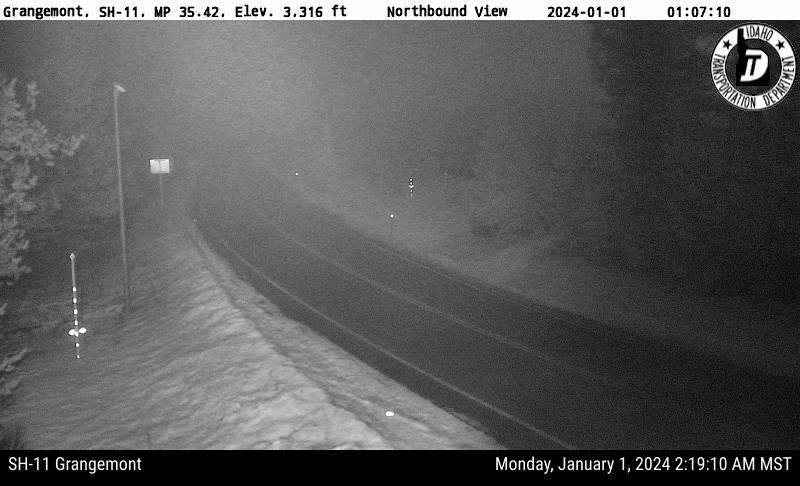 Grangemont, SH-11, MP 35.42, Elev. 3,316 ft Northbound View 2024-01-01 01:07:10
IDAHO
TRANSPORTATION DEPARTMENT
SH-11 Grangemont Monday, January 1, 2024 2:19:10 AM MST